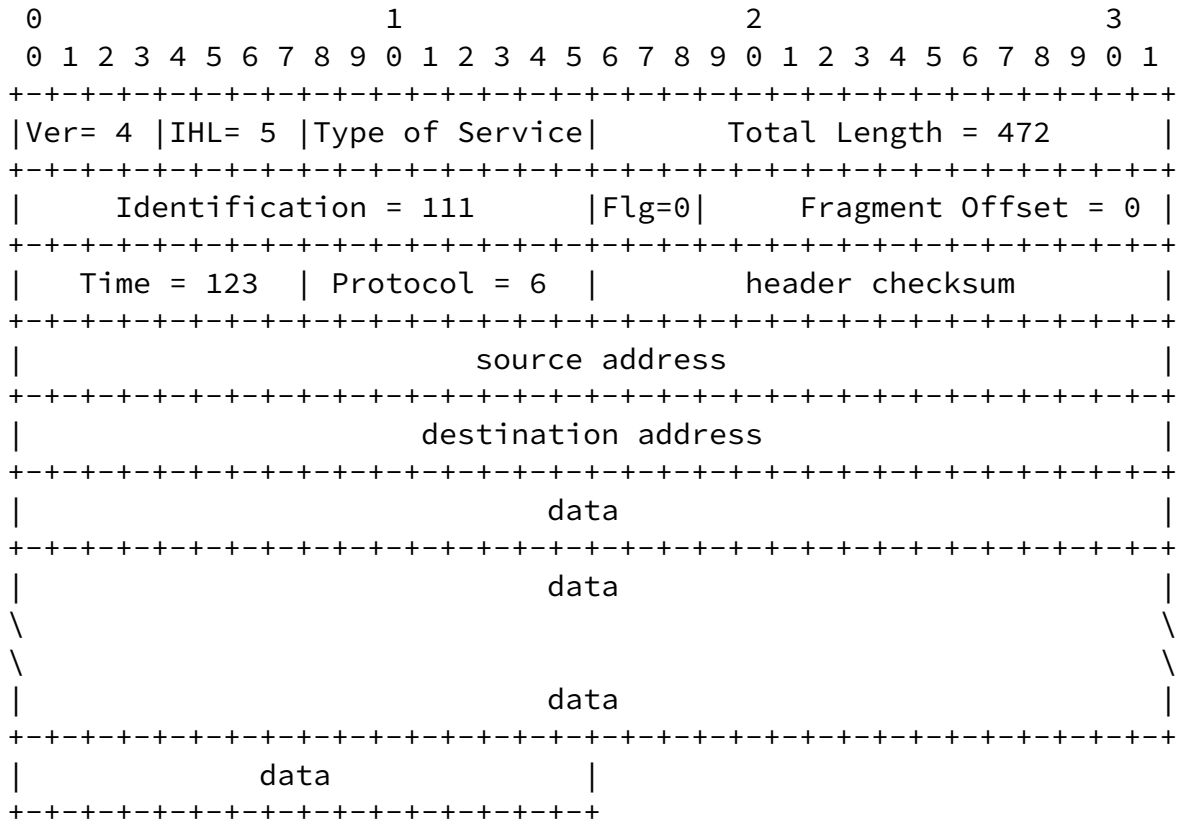 0                   1                   2                   3
 0 1 2 3 4 5 6 7 8 9 0 1 2 3 4 5 6 7 8 9 0 1 2 3 4 5 6 7 8 9 0 1
+-+-+-+-+-+-+-+-+-+-+-+-+-+-+-+-+-+-+-+-+-+-+-+-+-+-+-+-+-+-+-+-+
|Ver= 4 |IHL= 5 |Type of Service|       Total Length = 472      |
+-+-+-+-+-+-+-+-+-+-+-+-+-+-+-+-+-+-+-+-+-+-+-+-+-+-+-+-+-+-+-+-+
|     Identification = 111      |Flg=0|     Fragment Offset = 0 |
+-+-+-+-+-+-+-+-+-+-+-+-+-+-+-+-+-+-+-+-+-+-+-+-+-+-+-+-+-+-+-+-+
|   Time = 123  | Protocol = 6  |        header checksum        |
+-+-+-+-+-+-+-+-+-+-+-+-+-+-+-+-+-+-+-+-+-+-+-+-+-+-+-+-+-+-+-+-+
|                         source address                        |
+-+-+-+-+-+-+-+-+-+-+-+-+-+-+-+-+-+-+-+-+-+-+-+-+-+-+-+-+-+-+-+-+
|                      destination address                      |
+-+-+-+-+-+-+-+-+-+-+-+-+-+-+-+-+-+-+-+-+-+-+-+-+-+-+-+-+-+-+-+-+
|                             data                              |
+-+-+-+-+-+-+-+-+-+-+-+-+-+-+-+-+-+-+-+-+-+-+-+-+-+-+-+-+-+-+-+-+
|                             data                              |
\                                                               \
\                                                               \
|                             data                              |
+-+-+-+-+-+-+-+-+-+-+-+-+-+-+-+-+-+-+-+-+-+-+-+-+-+-+-+-+-+-+-+-+
|             data              |
+-+-+-+-+-+-+-+-+-+-+-+-+-+-+-+-+